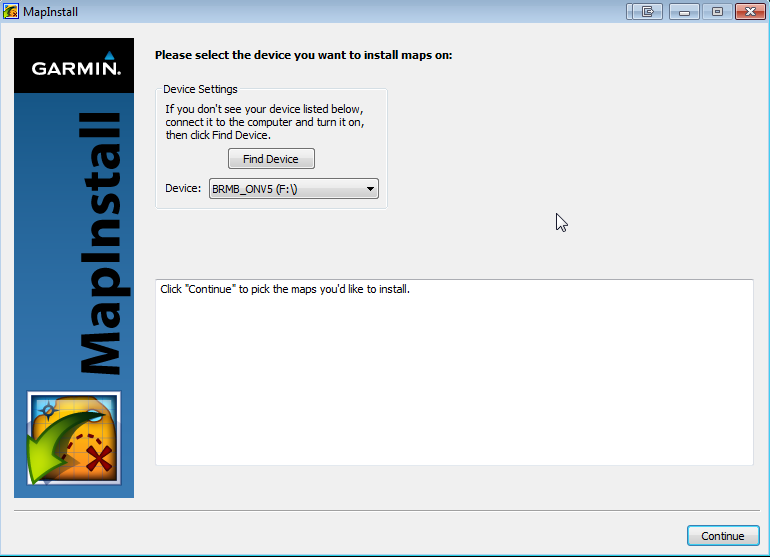 MapInstall
GARMIN.
MapInstall
Please select the device you want to install maps on:
Device Settings
If you don't see your device listed below,
connect it to the computer and turn it on,
then click Find Device.
Find Device
Device: BRMB_ONV5 (F:\)
Click "Continue" to pick the maps you'd like to install.
Continue